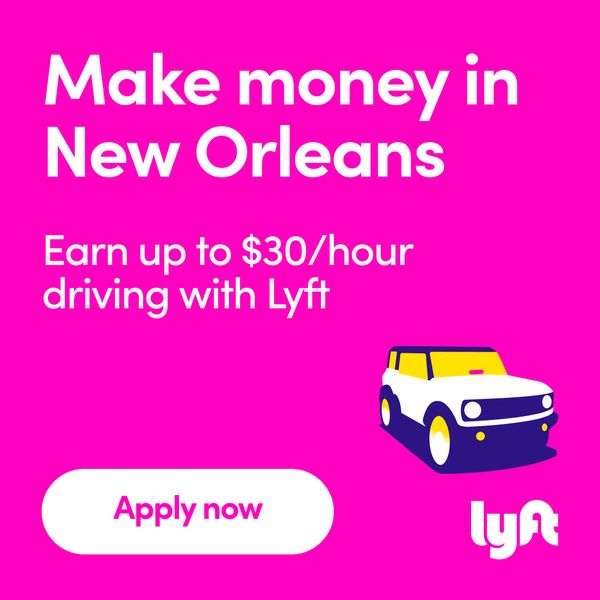 Make money in
New Orleans
Earn up to $30/hour
driving with Lyft
Apply now
lyft